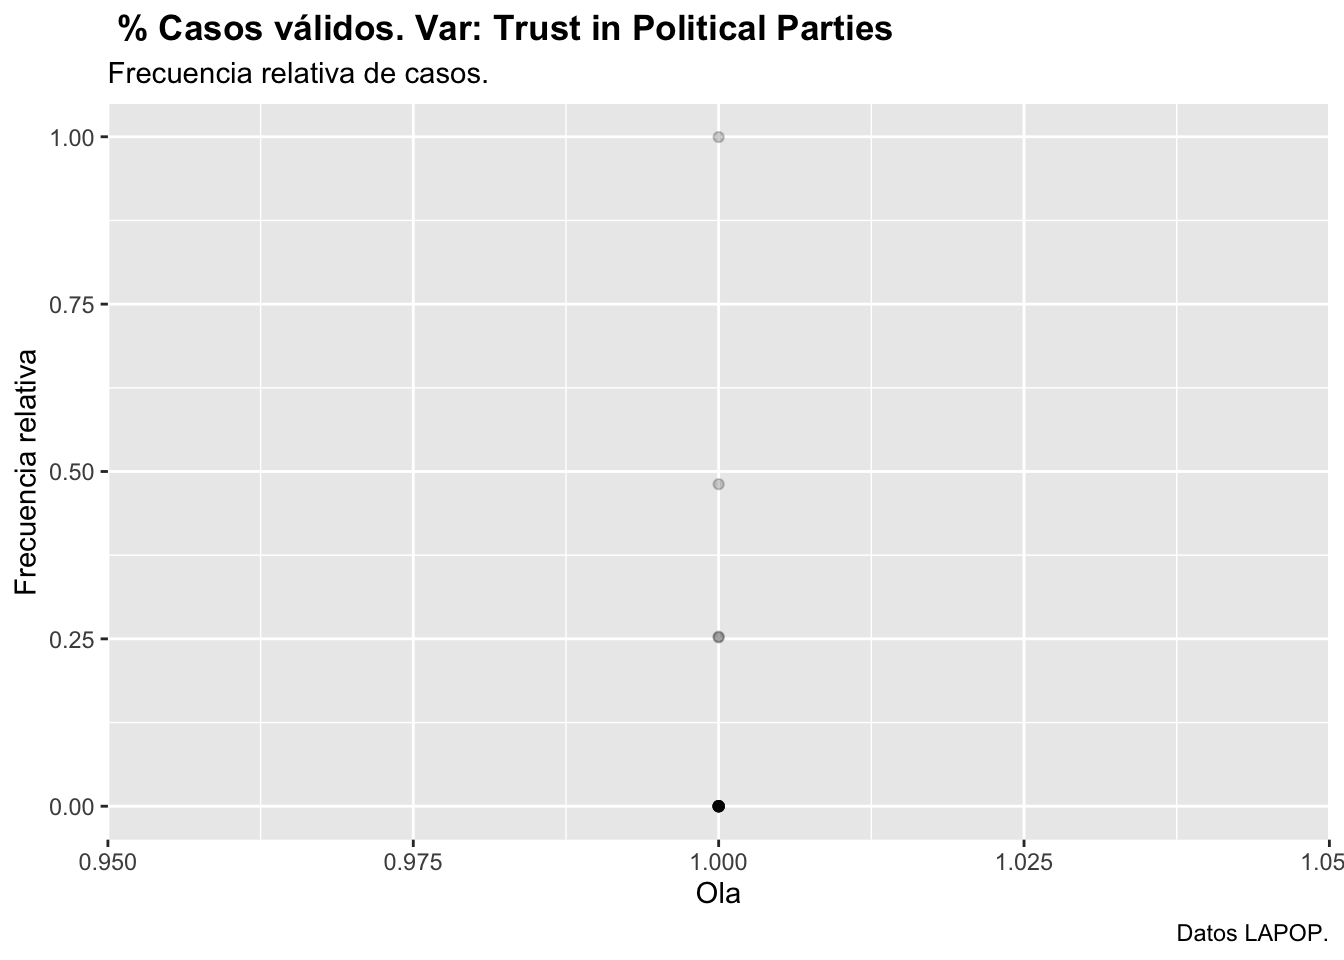 % Casos válidos. Var: Trust in Political Parties
Frecuencia relativa de casos.
1.00
0.75
0.50
0.25
0.00
Frecuencia relativa
0.950 0.975 1.000 1.025 1.05
Ola
Datos LAPOP.